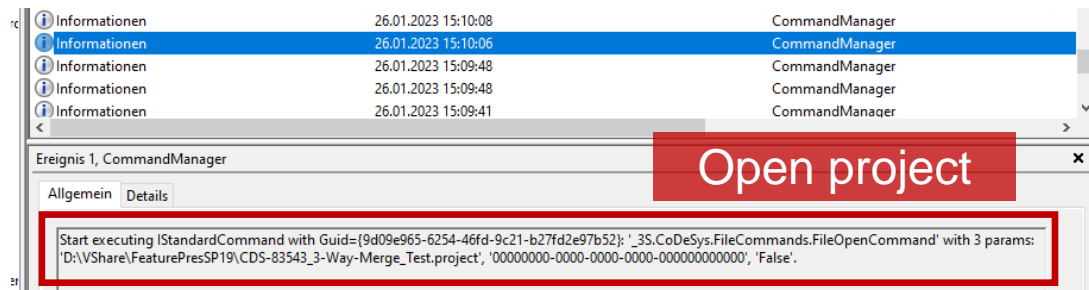 Informationen 26.01.2023 15:10:08 CommandManager
Informationen 26.01.2023 15:10:06 CommandManager
Informationen 26.01.2023 15:09:48 CommandManager
Informationen 26.01.2023 15:09:48 CommandManager
Informationen 26.01.2023 15:09:41 CommandManager
Ereignis 1, CommandManager
Open project
Allgemein Details
Start executing IStandardCommand with Guid={9d09e965-6254-46fd-9c21-b27fd2e97b52}: '_3S.CoDeSys.FileCommands.FileOpenCommand' with 3 params:
'D:\VShare\FeaturePresSP19\CDS-83543_3-Way-Merge_Test.project', '00000000-0000-0000-0000-000000000000', 'False'.